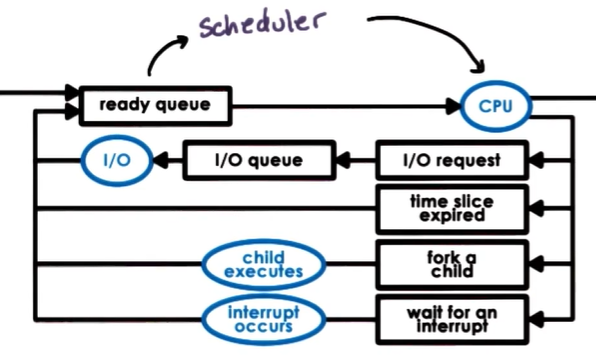 scheduler
ready queue
CPU
I/O
I/O queue
I/O request
time slice
expired
child
executes
fork a
child
interrupt
occurs
wait for an
interrupt